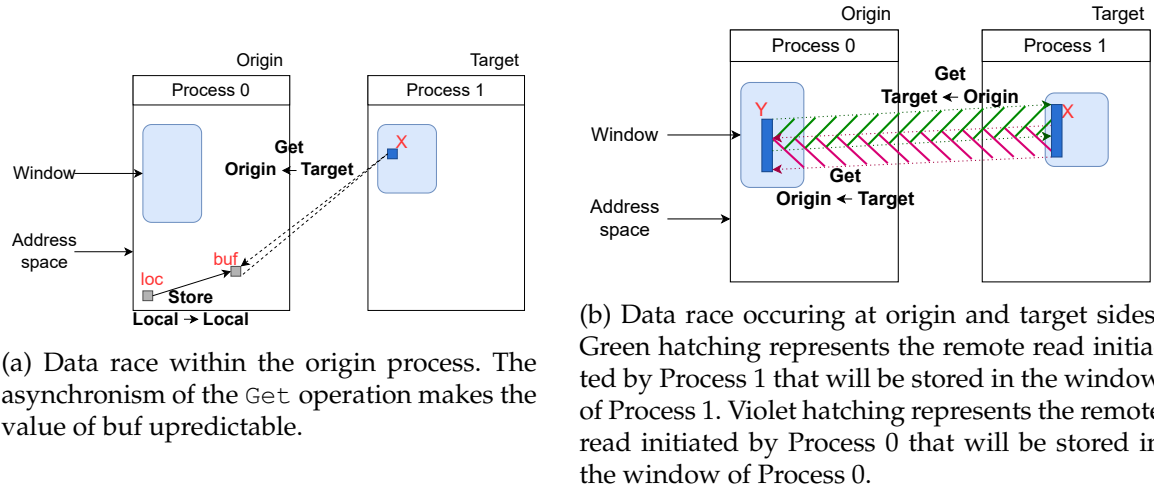 Origin
Target
Process 0
Process 1
X
Get
Origin ← Target
Window
Address
space
buf
loc
Store
Local → Local
(a) Data race within the origin process. The
asynchronism of the Get operation makes the
value of buf upredictable.
Origin
Target
Process 0
Process 1
Get
Target ← Origin
Y
X
Window
Get
Origin ← Target
Address
space
(b) Data race occuring at origin and target sides.
Green hatching represents the remote read initia-
ted by Process 1 that will be stored in the window
of Process 1. Violet hatching represents the remote
read initiated by Process 0 that will be stored in
the window of Process 0.